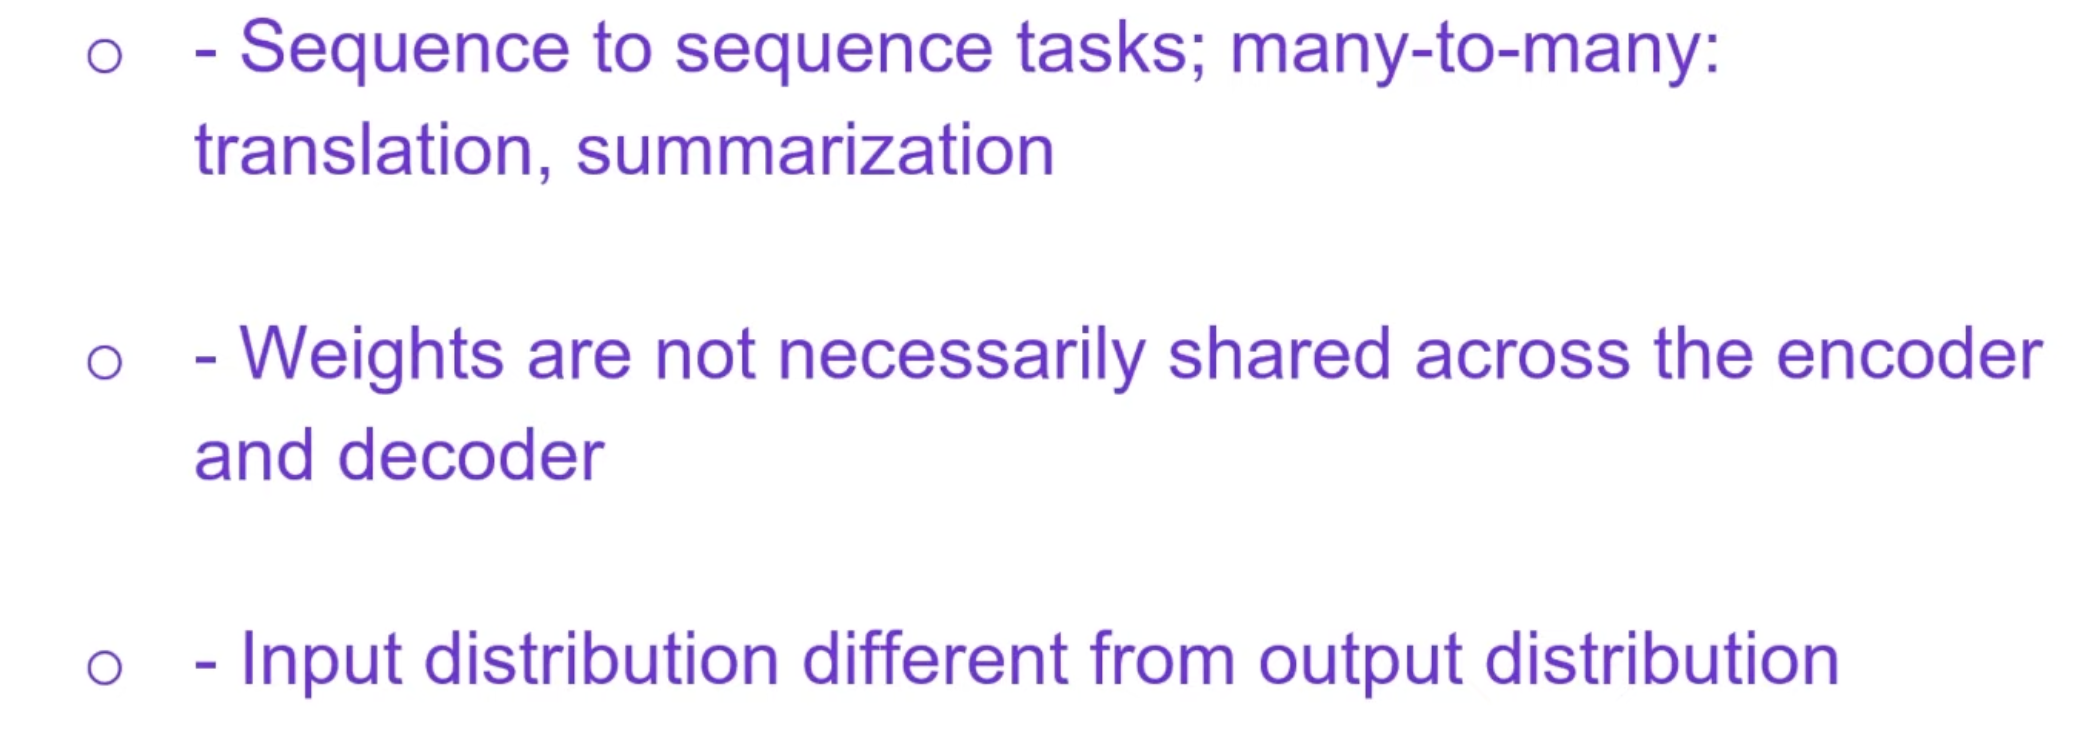 - Sequence to sequence tasks; many-to-many:
translation, summarization
- Weights are not necessarily shared across the encoder
and decoder
- Input distribution different from output distribution